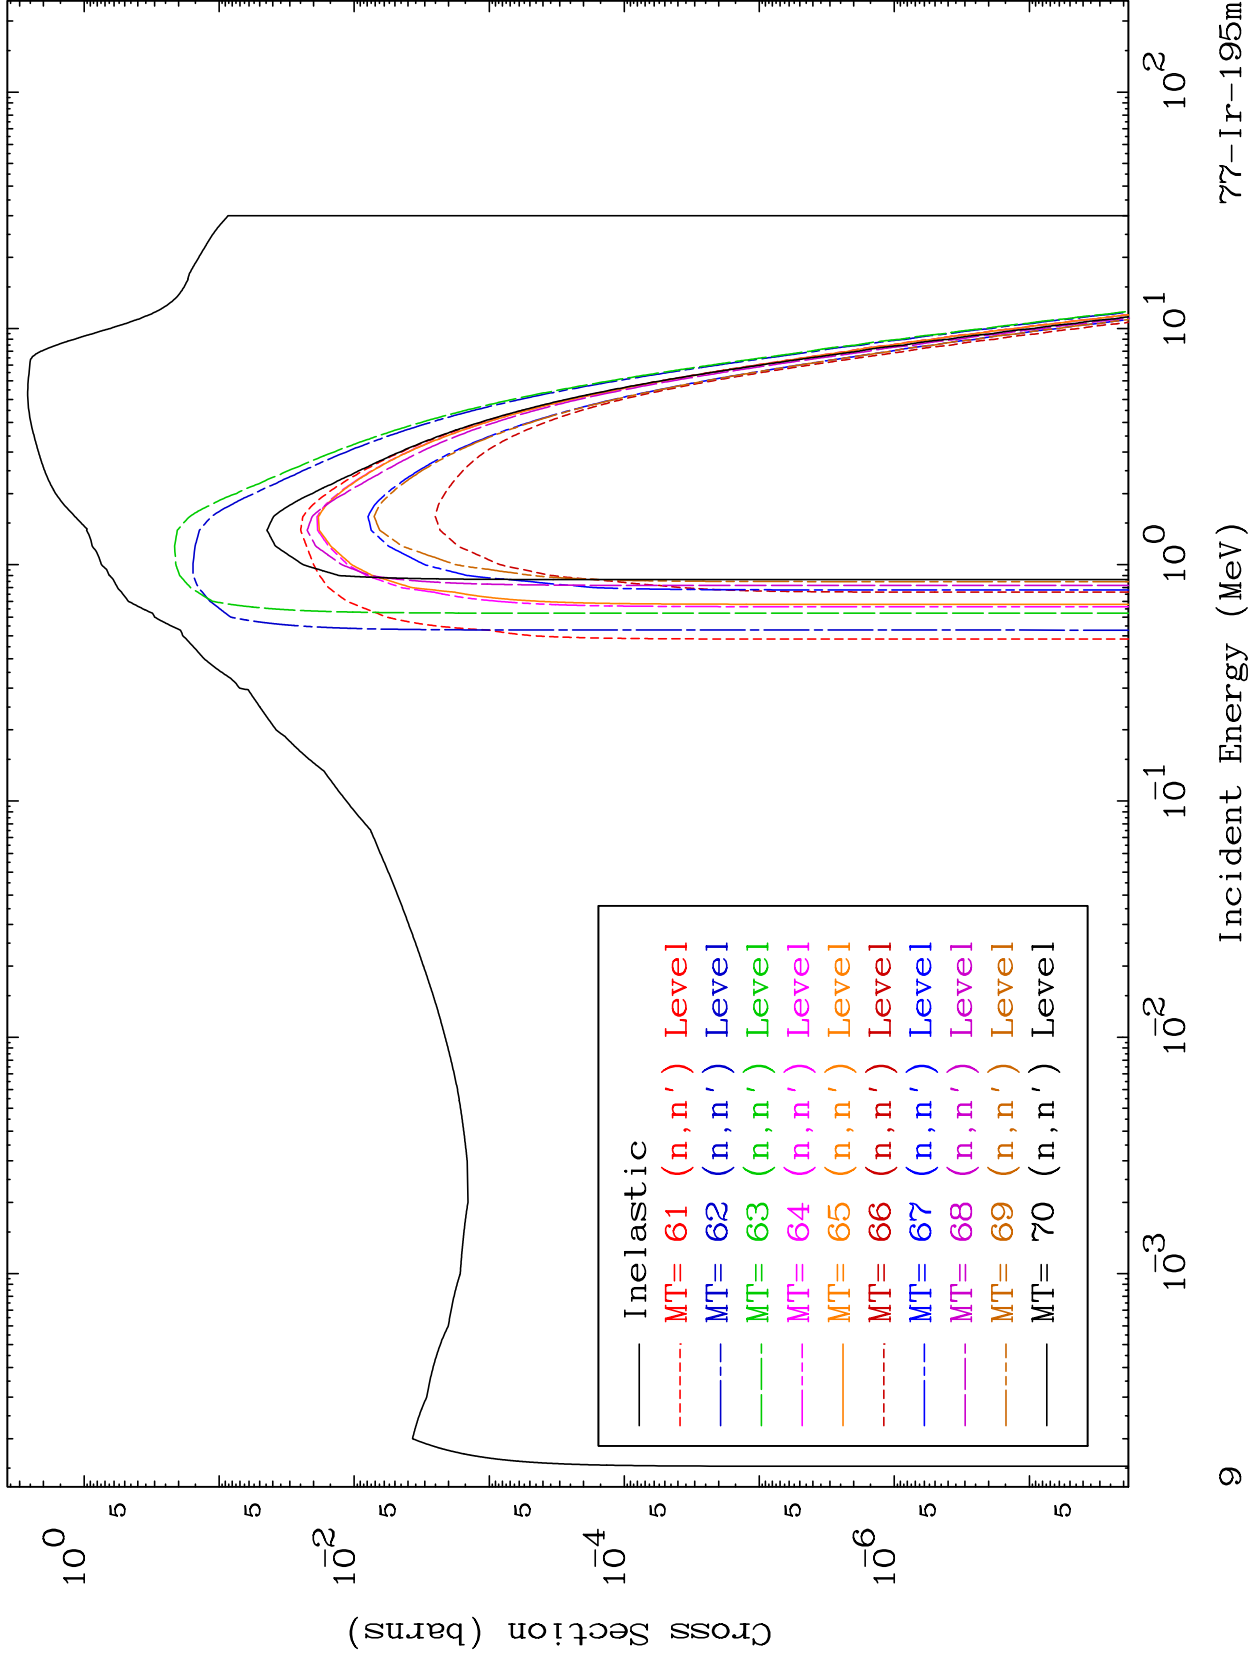 Cross Section (barns)
10^0
5
5
10^-2
5
5
10^-4
5
5
10^-6
5
5
Inelastic
MT= 61 (n,n') Level
MT= 62 (n,n') Level
MT= 63 (n,n') Level
MT= 64 (n,n') Level
MT= 65 (n,n') Level
MT= 66 (n,n') Level
MT= 67 (n,n') Level
MT= 68 (n,n') Level
MT= 69 (n,n') Level
MT= 70 (n,n') Level
10^-3 10^-2 10^-1 10^0 10^1 10^2
Incident Energy (MeV)
9
77-Ir-195m